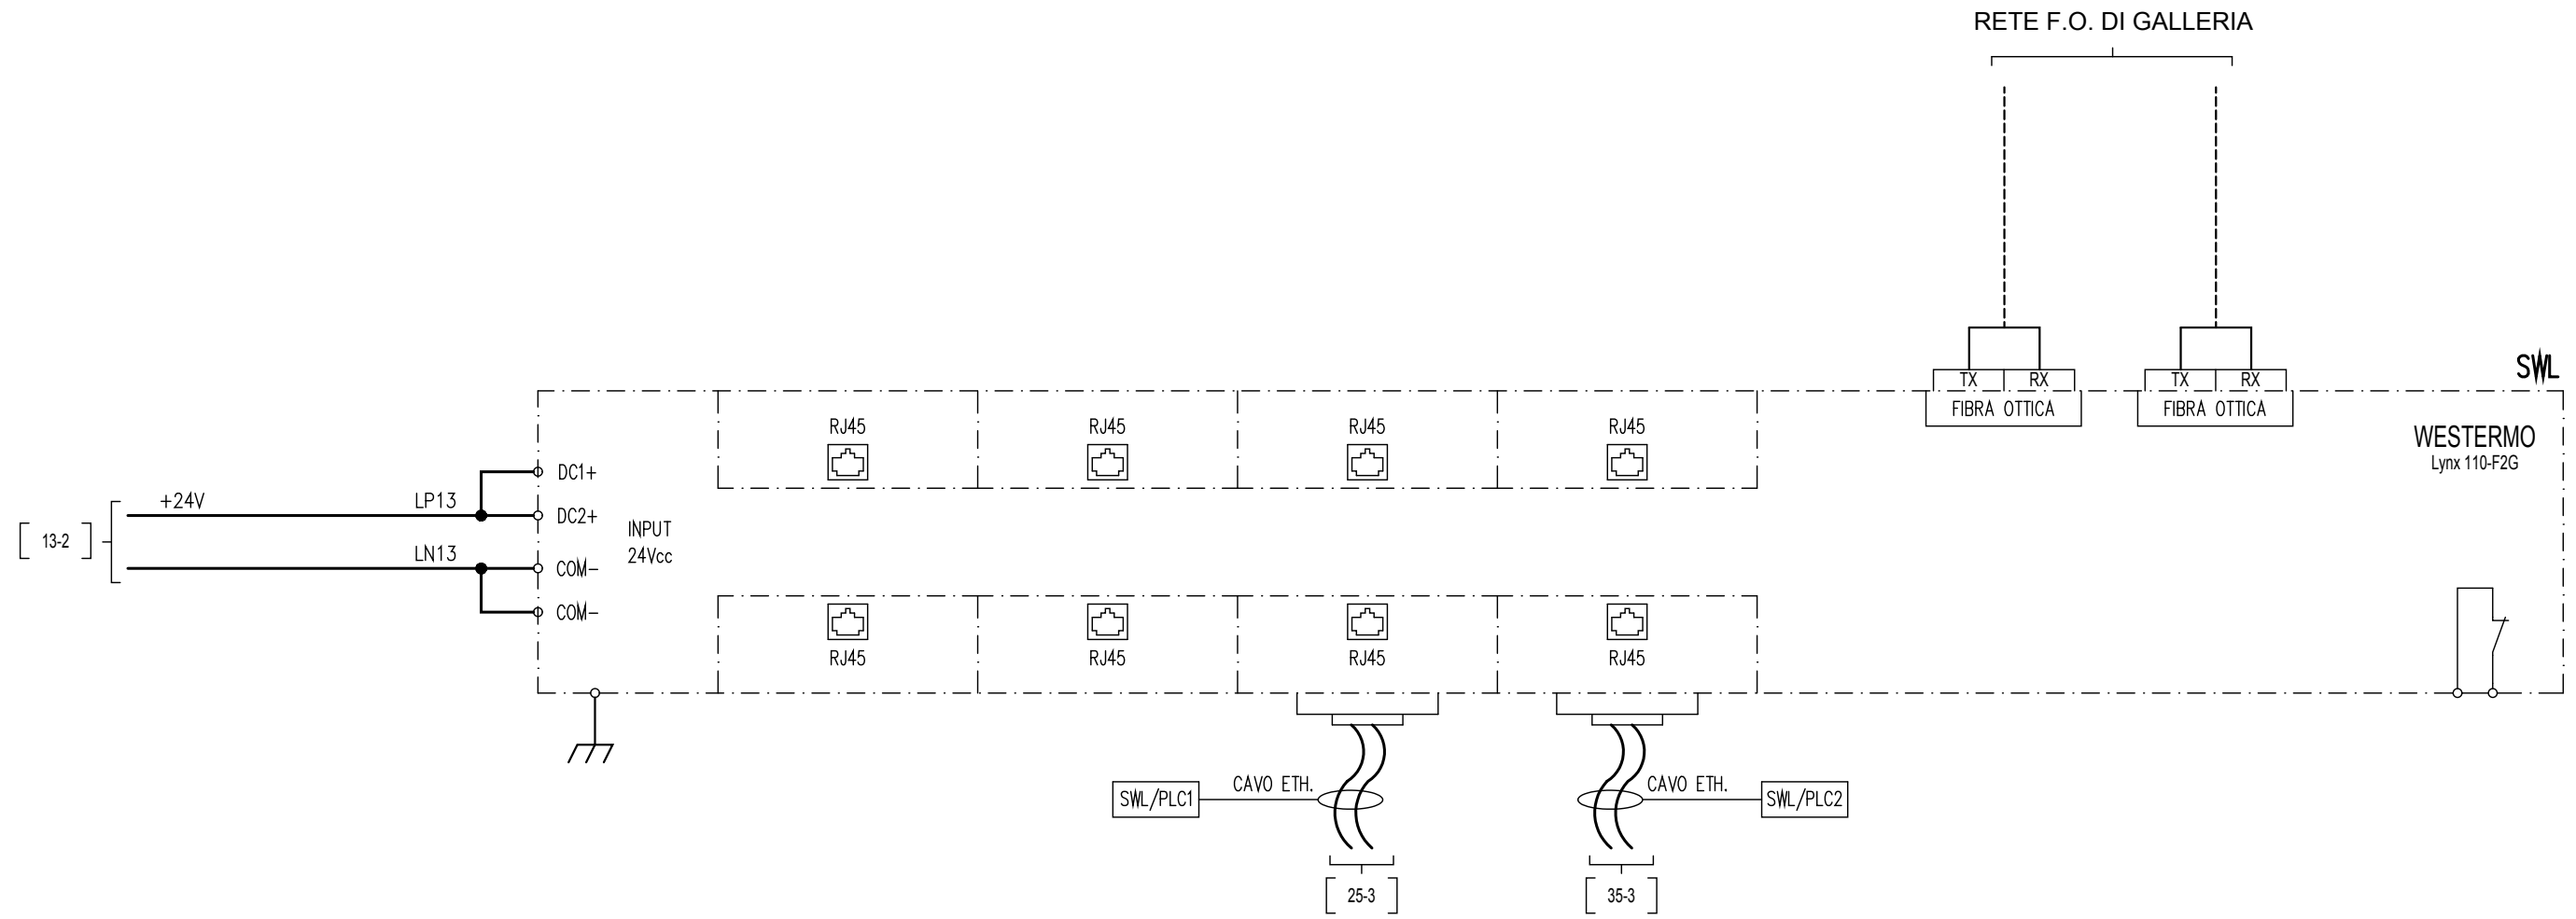 RETE F.O. DI GALLERIA
SWL
TX RX TX RX
FIBRA OTTICA FIBRA OTTICA
WESTERMO
Lynx 110-F2G
RJ45 RJ45 RJ45 RJ45
DC1+
+24V LP13 DC2+
13-2
INPUT
24Vcc
LN13 COM-
COM-
RJ45 RJ45 RJ45 RJ45
CAVO ETH. CAVO ETH.
SWL/PLC1 SWL/PLC2
25-3 35-3